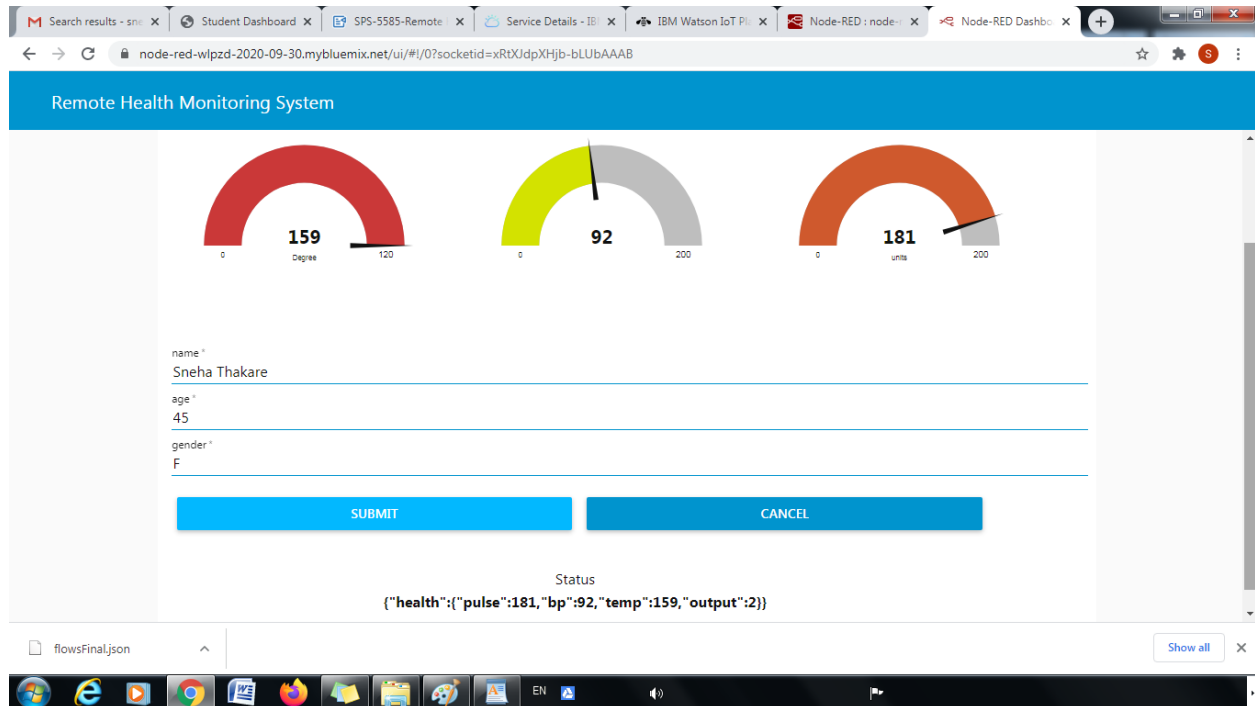 Search results - sne
Student Dashboard
SPS-5585-Remote
Service Details - IB
IBM Watson IoT Pl
Node-RED : node-r
Node-RED Dashbo
node-red-wlpzd-2020-09-30.mybluemix.net/ui/#!/0?socketid=xRtXJdpXHjb-bLUbAAAB
S
Remote Health Monitoring System
159
0 Degree 120
92
0 200
181
0 units 200
name *
Sneha Thakare
age *
45
gender *
F
SUBMIT CANCEL
Status
{"health":{"pulse":181,"bp":92,"temp":159,"output":2}}
flowsFinal.json
Show all
EN